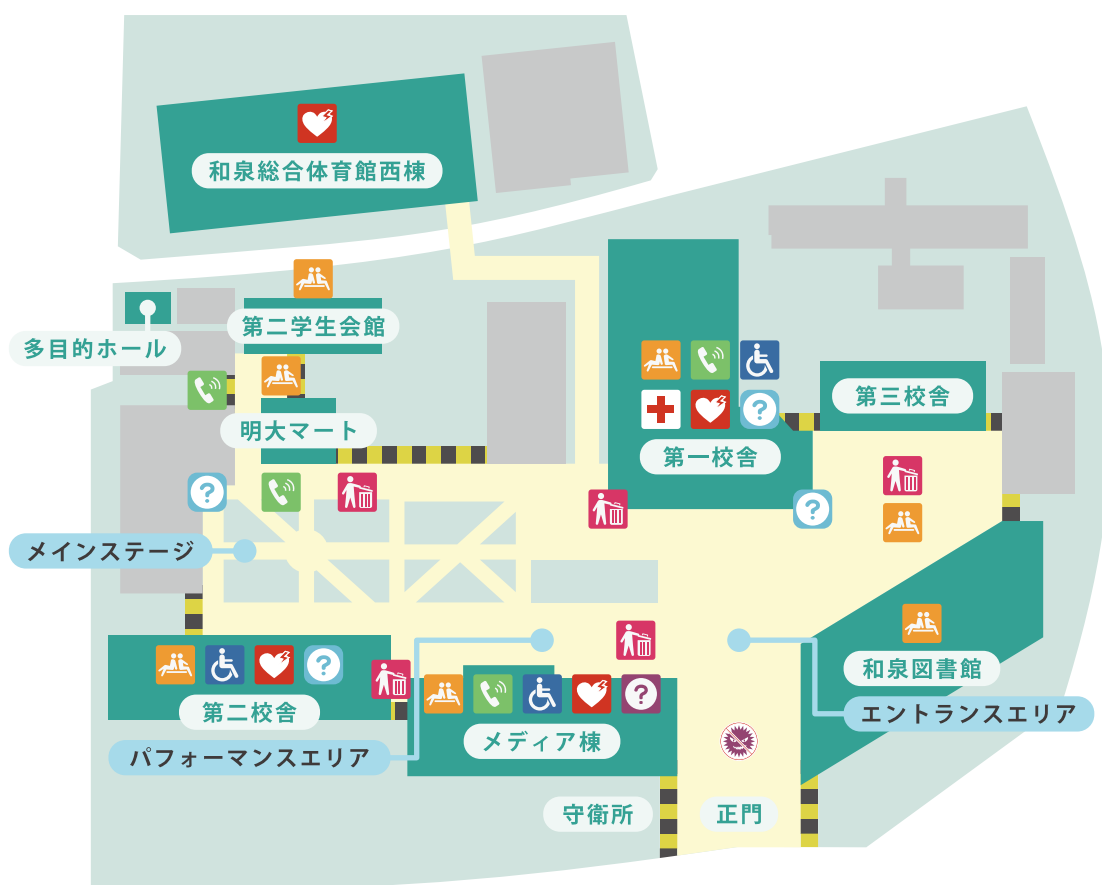 和泉総合体育館西棟
第二学生会館
多目的ホール
第三校舎
明大マート
第一校舎
?
?
?
メインステージ
?
和泉図書館
?
第二校舎
エントランスエリア
メディア棟
パフォーマンスエリア
守衛所
正門